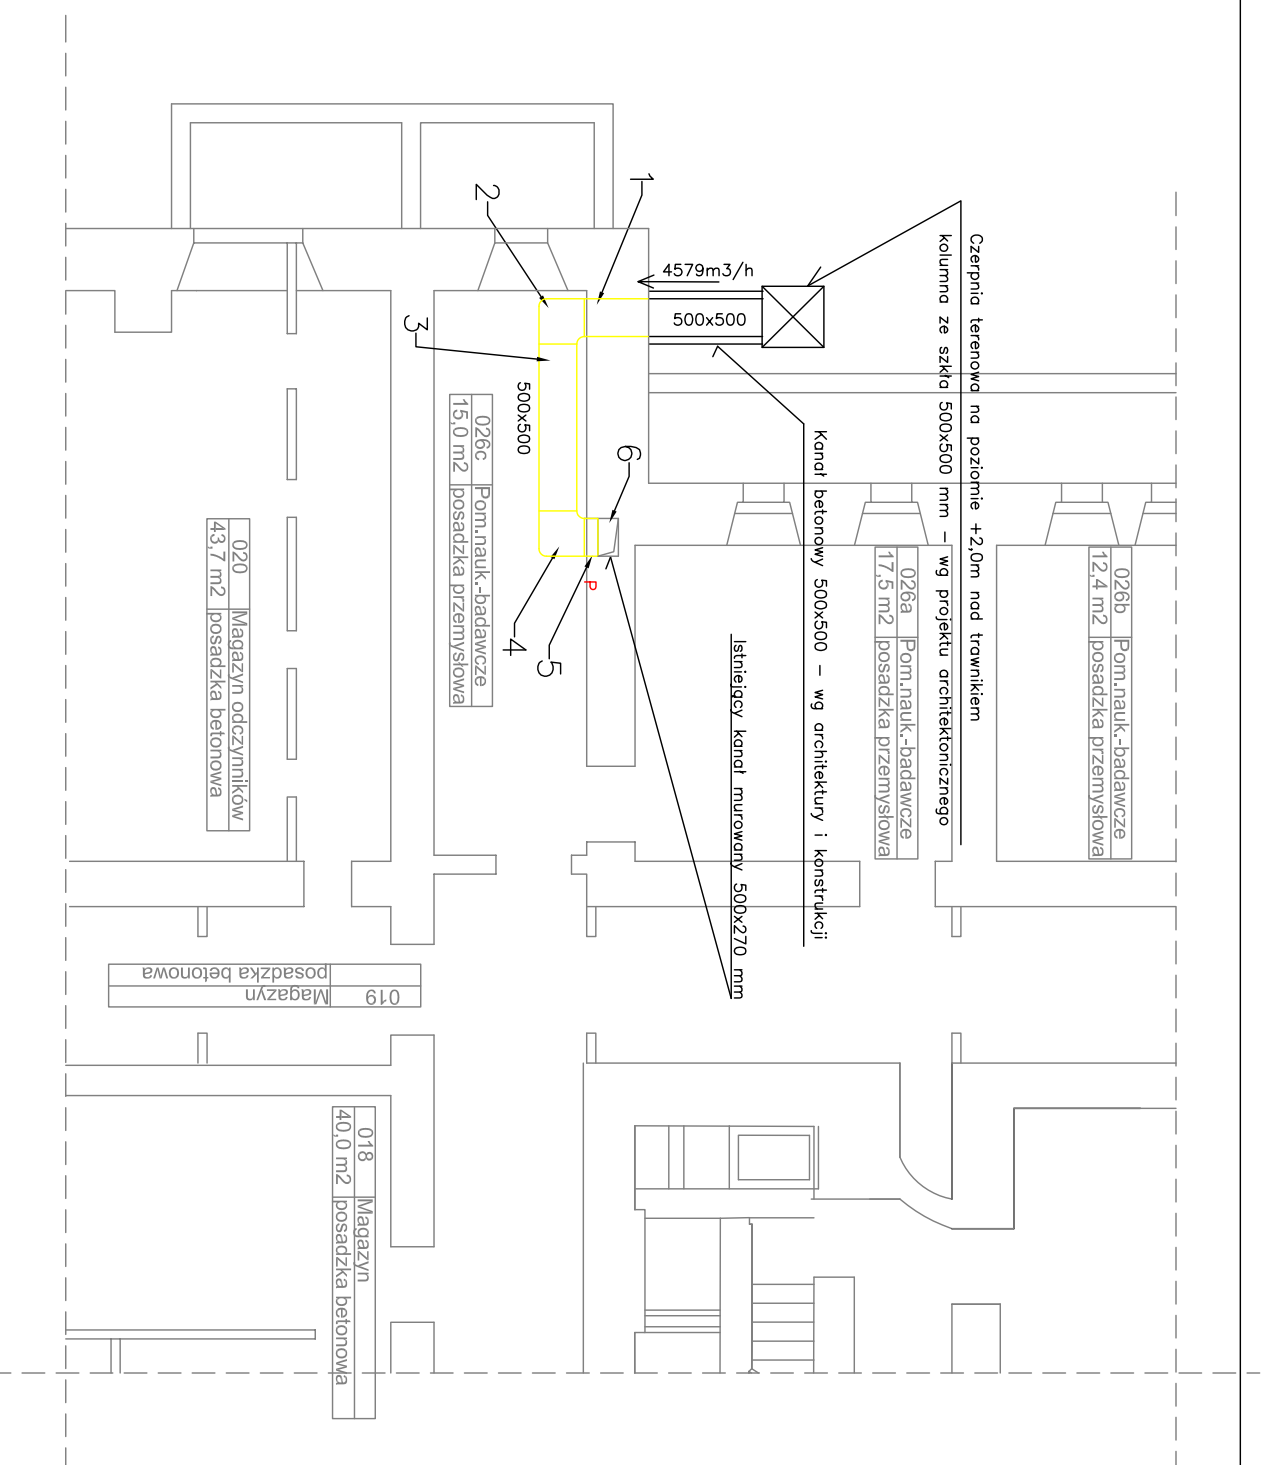 Czerpnia terenowa na poziomie +2,0m nad trawnikiem
kolumna ze szkła 500x500 mm – wg projektu architektonicznego
4579m3/h
500x500
Kanał betonowy 500x500 – wg architektury i konstrukcji
Istniejący kanał murowany 500x270 mm
1
2
3
4
5
6
P
500x500
026b Pom.nauk.-badawcze
12,4 m2 posadzka przemysłowa
026a Pom.nauk.-badawcze
17,5 m2 posadzka przemysłowa
026c Pom.nauk.-badawcze
15,0 m2 posadzka przemysłowa
020 Magazyn odczynników
43,7 m2 posadzka betonowa
019 Magazyn
posadzka betonowa
018 Magazyn
40,0 m2 posadzka betonowa